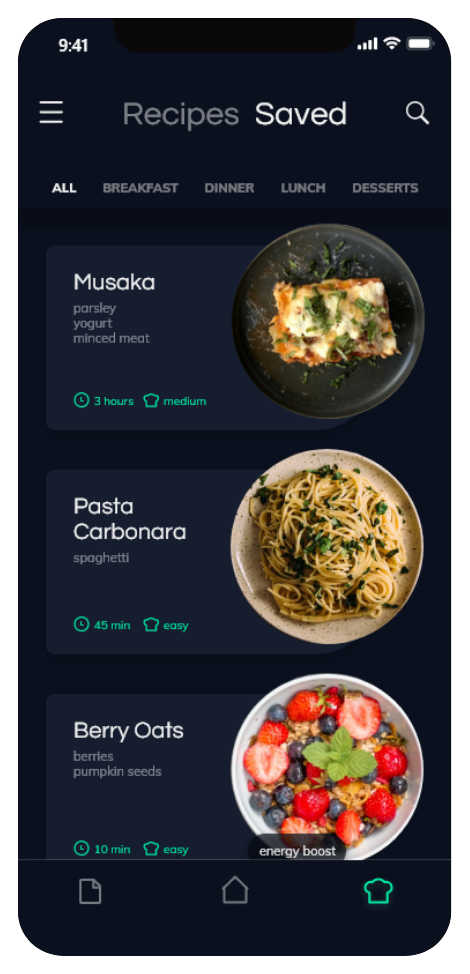 9:41
Recipes Saved
ALL BREAKFAST DINNER LUNCH DESSERTS
Musaka
parsley
yogurt
minced meat
3 hours medium
Pasta
Carbonara
spaghetti
45 min easy
Berry Oats
berries
pumpkin seeds
10 min easy
energy boost